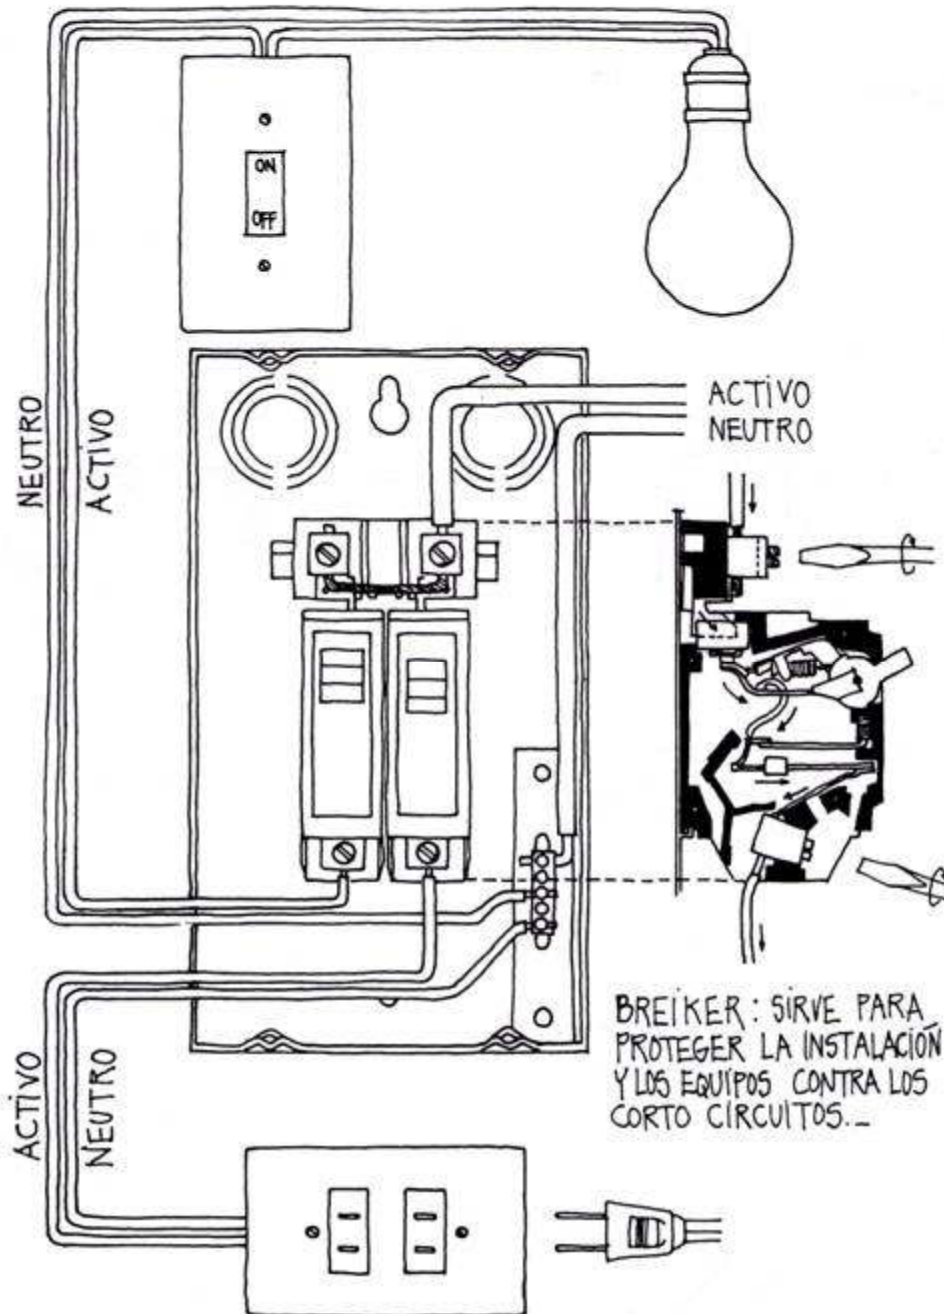 ON
OFF
ACTIVO
NEUTRO
NEUTRO
ACTIVO
BREIKER: SIRVE PARA
PROTEGER LA INSTALACIÓN
Y LOS EQUIPOS CONTRA LOS
CORTO CIRCUITOS._
ACTIVO
NEUTRO